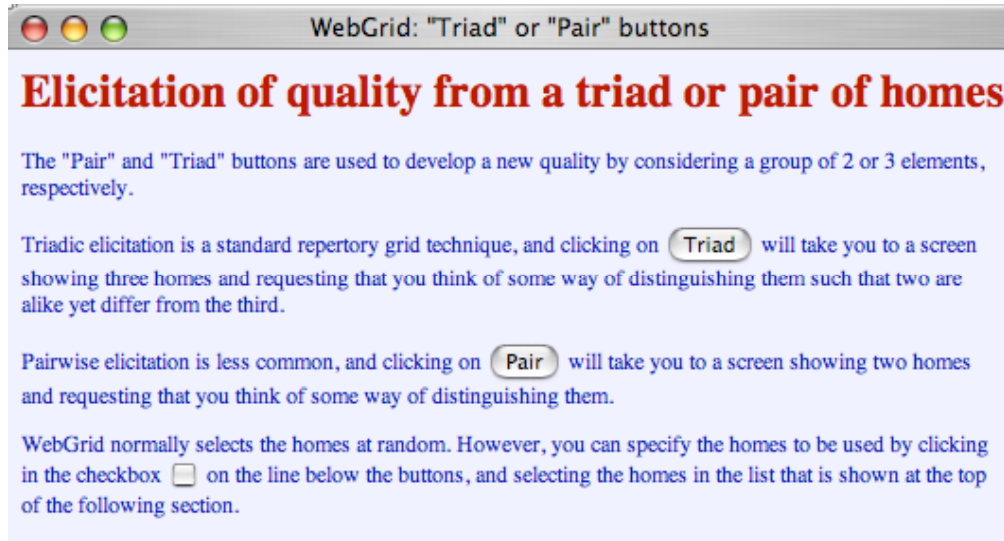 WebGrid: "Triad" or "Pair" buttons
Elicitation of quality from a triad or pair of homes
The "Pair" and "Triad" buttons are used to develop a new quality by considering a group of 2 or 3 elements,
respectively.
Triadic elicitation is a standard repertory grid technique, and clicking on Triad will take you to a screen
showing three homes and requesting that you think of some way of distinguishing them such that two are
alike yet differ from the third.
Pairwise elicitation is less common, and clicking on Pair will take you to a screen showing two homes
and requesting that you think of some way of distinguishing them.
WebGrid normally selects the homes at random. However, you can specify the homes to be used by clicking
in the checkbox on the line below the buttons, and selecting the homes in the list that is shown at the top
of the following section.